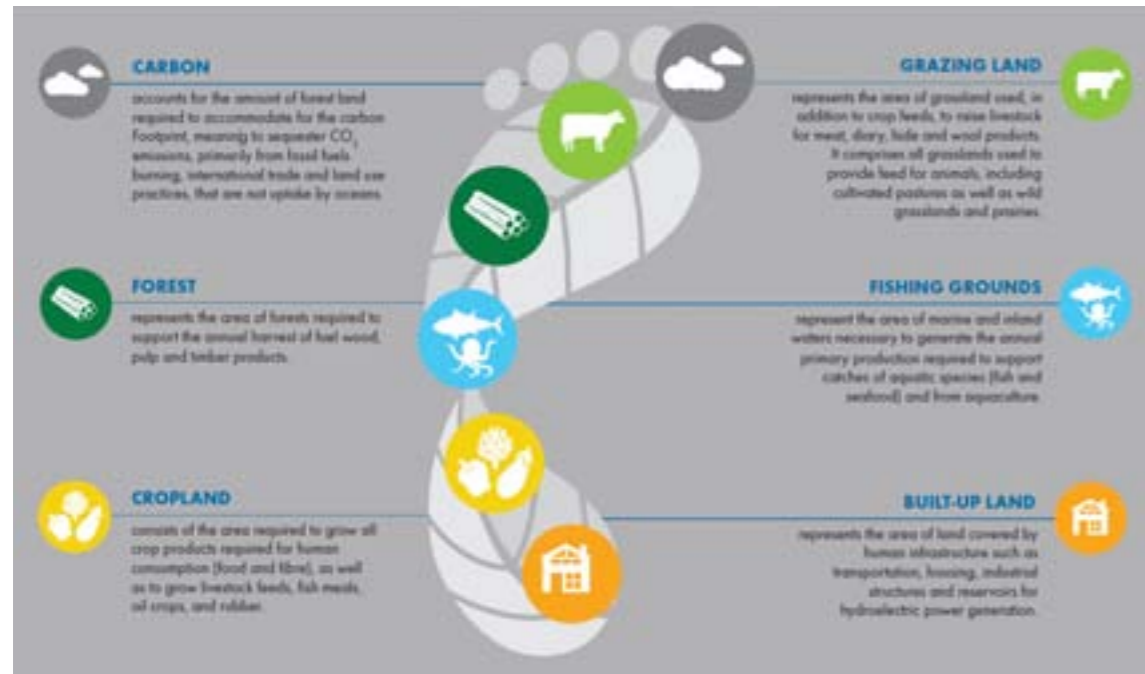 CARBON
accounts for the amount of forest land
required to accommodate for the carbon
Footprint, meaning to sequester CO2
emissions, primarily from fossil fuels
burning, international trade and land use
practices, that are not uptake by oceans.
FOREST
represents the area of forests required to
support the annual harvest of fuel wood,
pulp and timber products.
CROPLAND
consists of the area required to grow all
crop products required for human
consumption (food and fibre), as well
as to grow livestock feeds, fish meals,
oil crops, and rubber.
GRAZING LAND
represents the area of grassland used, in
addition to crop feeds, to raise livestock
for meat, diary, hide and wool products.
It comprises all grasslands used to
provide feed for animals, including
cultivated pastures as well as wild
grasslands and prairies.
FISHING GROUNDS
represent the area of marine and inland
waters necessary to generate the annual
primary production required to support
catches of aquatic species (fish and
seafood) and from aquaculture.
BUILT-UP LAND
represents the area of land covered by
human infrastructure such as
transportation, housing, industrial
structures and reservoirs for
hydroelectric power generation.